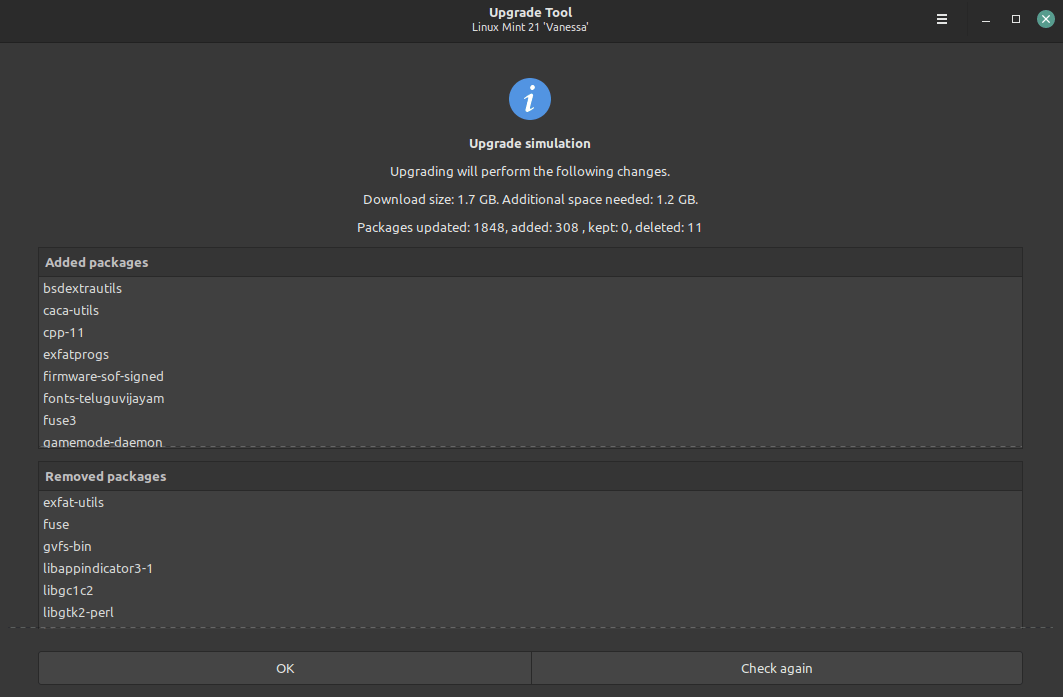 Upgrade Tool
Linux Mint 21 'Vanessa'
Upgrade simulation
Upgrading will perform the following changes.
Download size: 1.7 GB. Additional space needed: 1.2 GB.
Packages updated: 1848, added: 308 , kept: 0, deleted: 11
Added packages
bsdextrautils
caca-utils
cpp-11
exfatprogs
firmware-sof-signed
fonts-teluguvijayam
fuse3
gamemode-daemon
Removed packages
exfat-utils
fuse
gvfs-bin
libappindicator3-1
libgc1c2
libgtk2-perl
OK
Check again